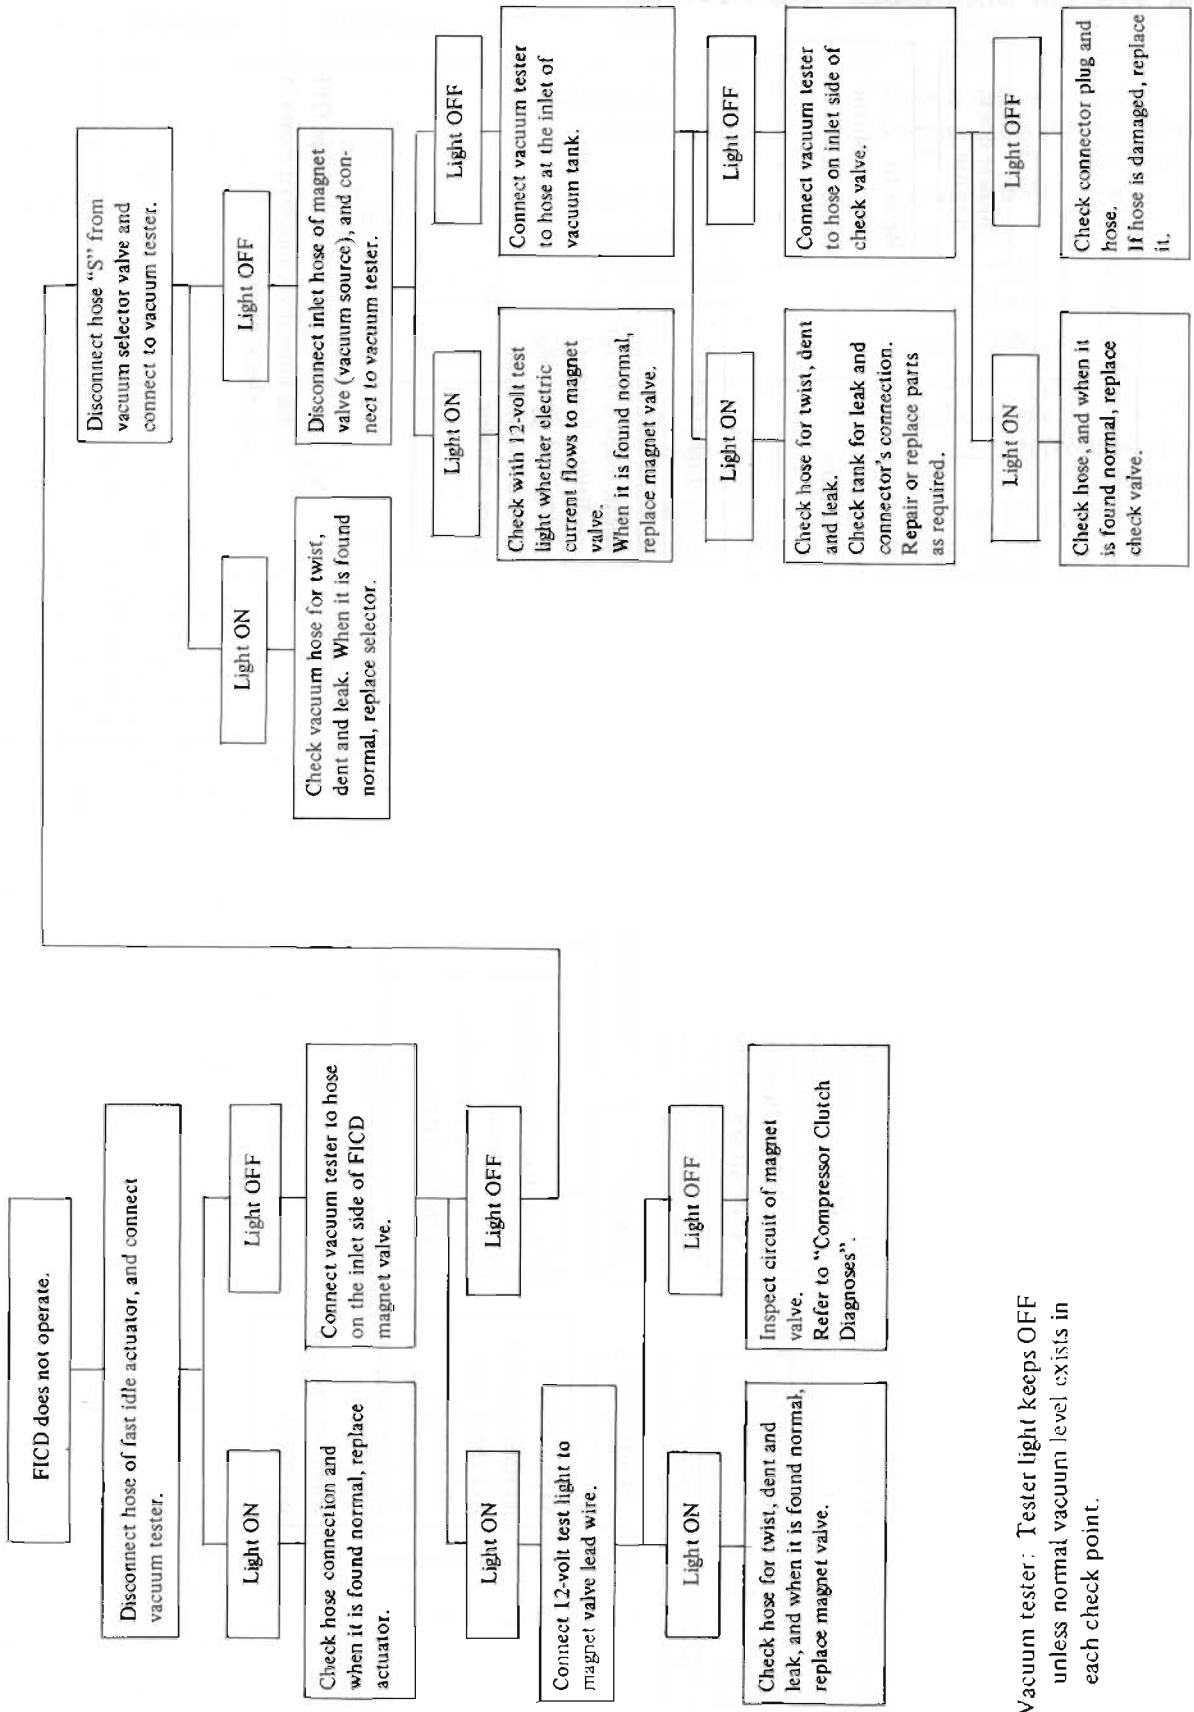 FICD does not operate.
Disconnect hose of fast idle actuator, and connect
vacuum tester.
Light ON
Light OFF
Check hose connection and
when it is found normal, replace
actuator.
Connect vacuum tester to hose
on the inlet side of FICD
magnet valve.
Light ON
Light OFF
Connect 12-volt test light to
magnet valve lead wire.
Light ON
Light OFF
Check hose for twist, dent and
leak, and when it is found normal,
replace magnet valve.
Inspect circuit of magnet
valve.
Refer to “Compressor Clutch
Diagnoses”.
Vacuum tester: Tester light keeps OFF
unless normal vacuum level exists in
each check point.
Disconnect hose “S” from
vacuum selector valve and
connect to vacuum tester.
Light ON
Light OFF
Check vacuum hose for twist,
dent and leak. When it is found
normal, replace selector.
Disconnect inlet hose of magnet
valve (vacuum source), and con-
nect to vacuum tester.
Light ON
Light OFF
Check with 12-volt test
light whether electric
current flows to magnet
valve.
When it is found normal,
replace magnet valve.
Connect vacuum tester
to hose at the inlet of
vacuum tank.
Light ON
Light OFF
Check hose for twist, dent
and leak.
Check tank for leak and
connector's connection.
Repair or replace parts
as required.
Connect vacuum tester
to hose on inlet side of
check valve.
Light ON
Light OFF
Check hose, and when it
is found normal, replace
check valve.
Check connector plug and
hose.
If hose is damaged, replace
it.